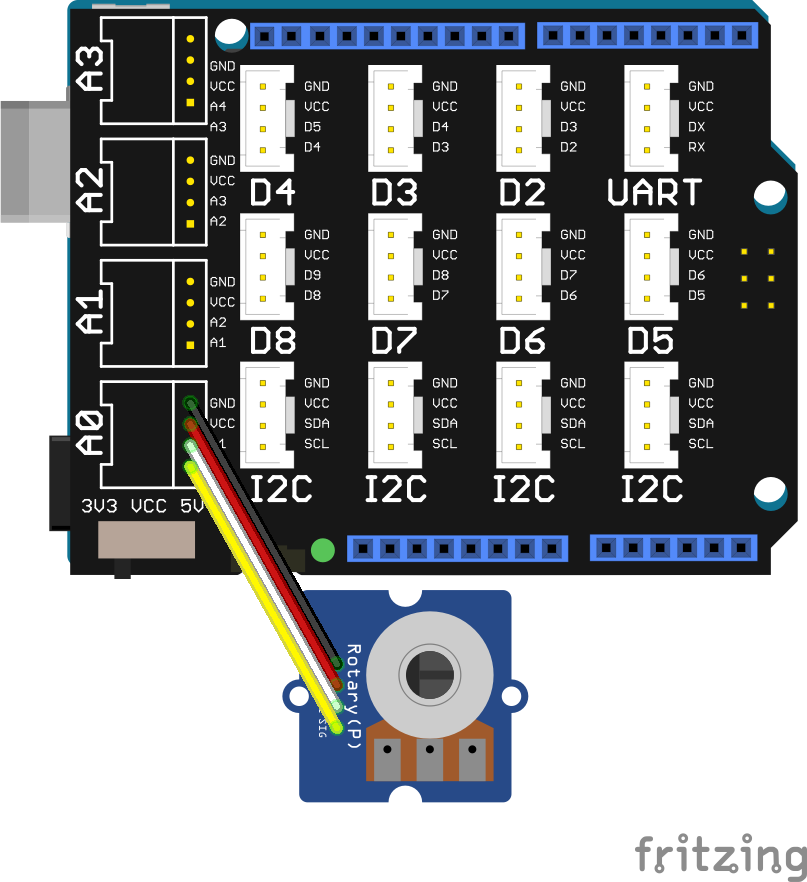 A3
GND
VCC
A4
A3
A2
GND
VCC
A3
A2
A1
GND
VCC
A2
A1
A0
GND
VCC
1
3V3 VCC 5V
GND
VCC
D5
D4
D4
GND
VCC
D4
D3
D3
GND
VCC
D3
D2
D2
GND
VCC
DX
RX
UART
GND
VCC
D9
D8
D8
GND
VCC
D8
D7
D7
GND
VCC
D7
D6
D6
GND
VCC
D6
D5
D5
GND
VCC
SDA
SCL
I2C
GND
VCC
SDA
SCL
I2C
GND
VCC
SDA
SCL
I2C
GND
VCC
SDA
SCL
I2C
Rotary(P)
SIG
fritzing